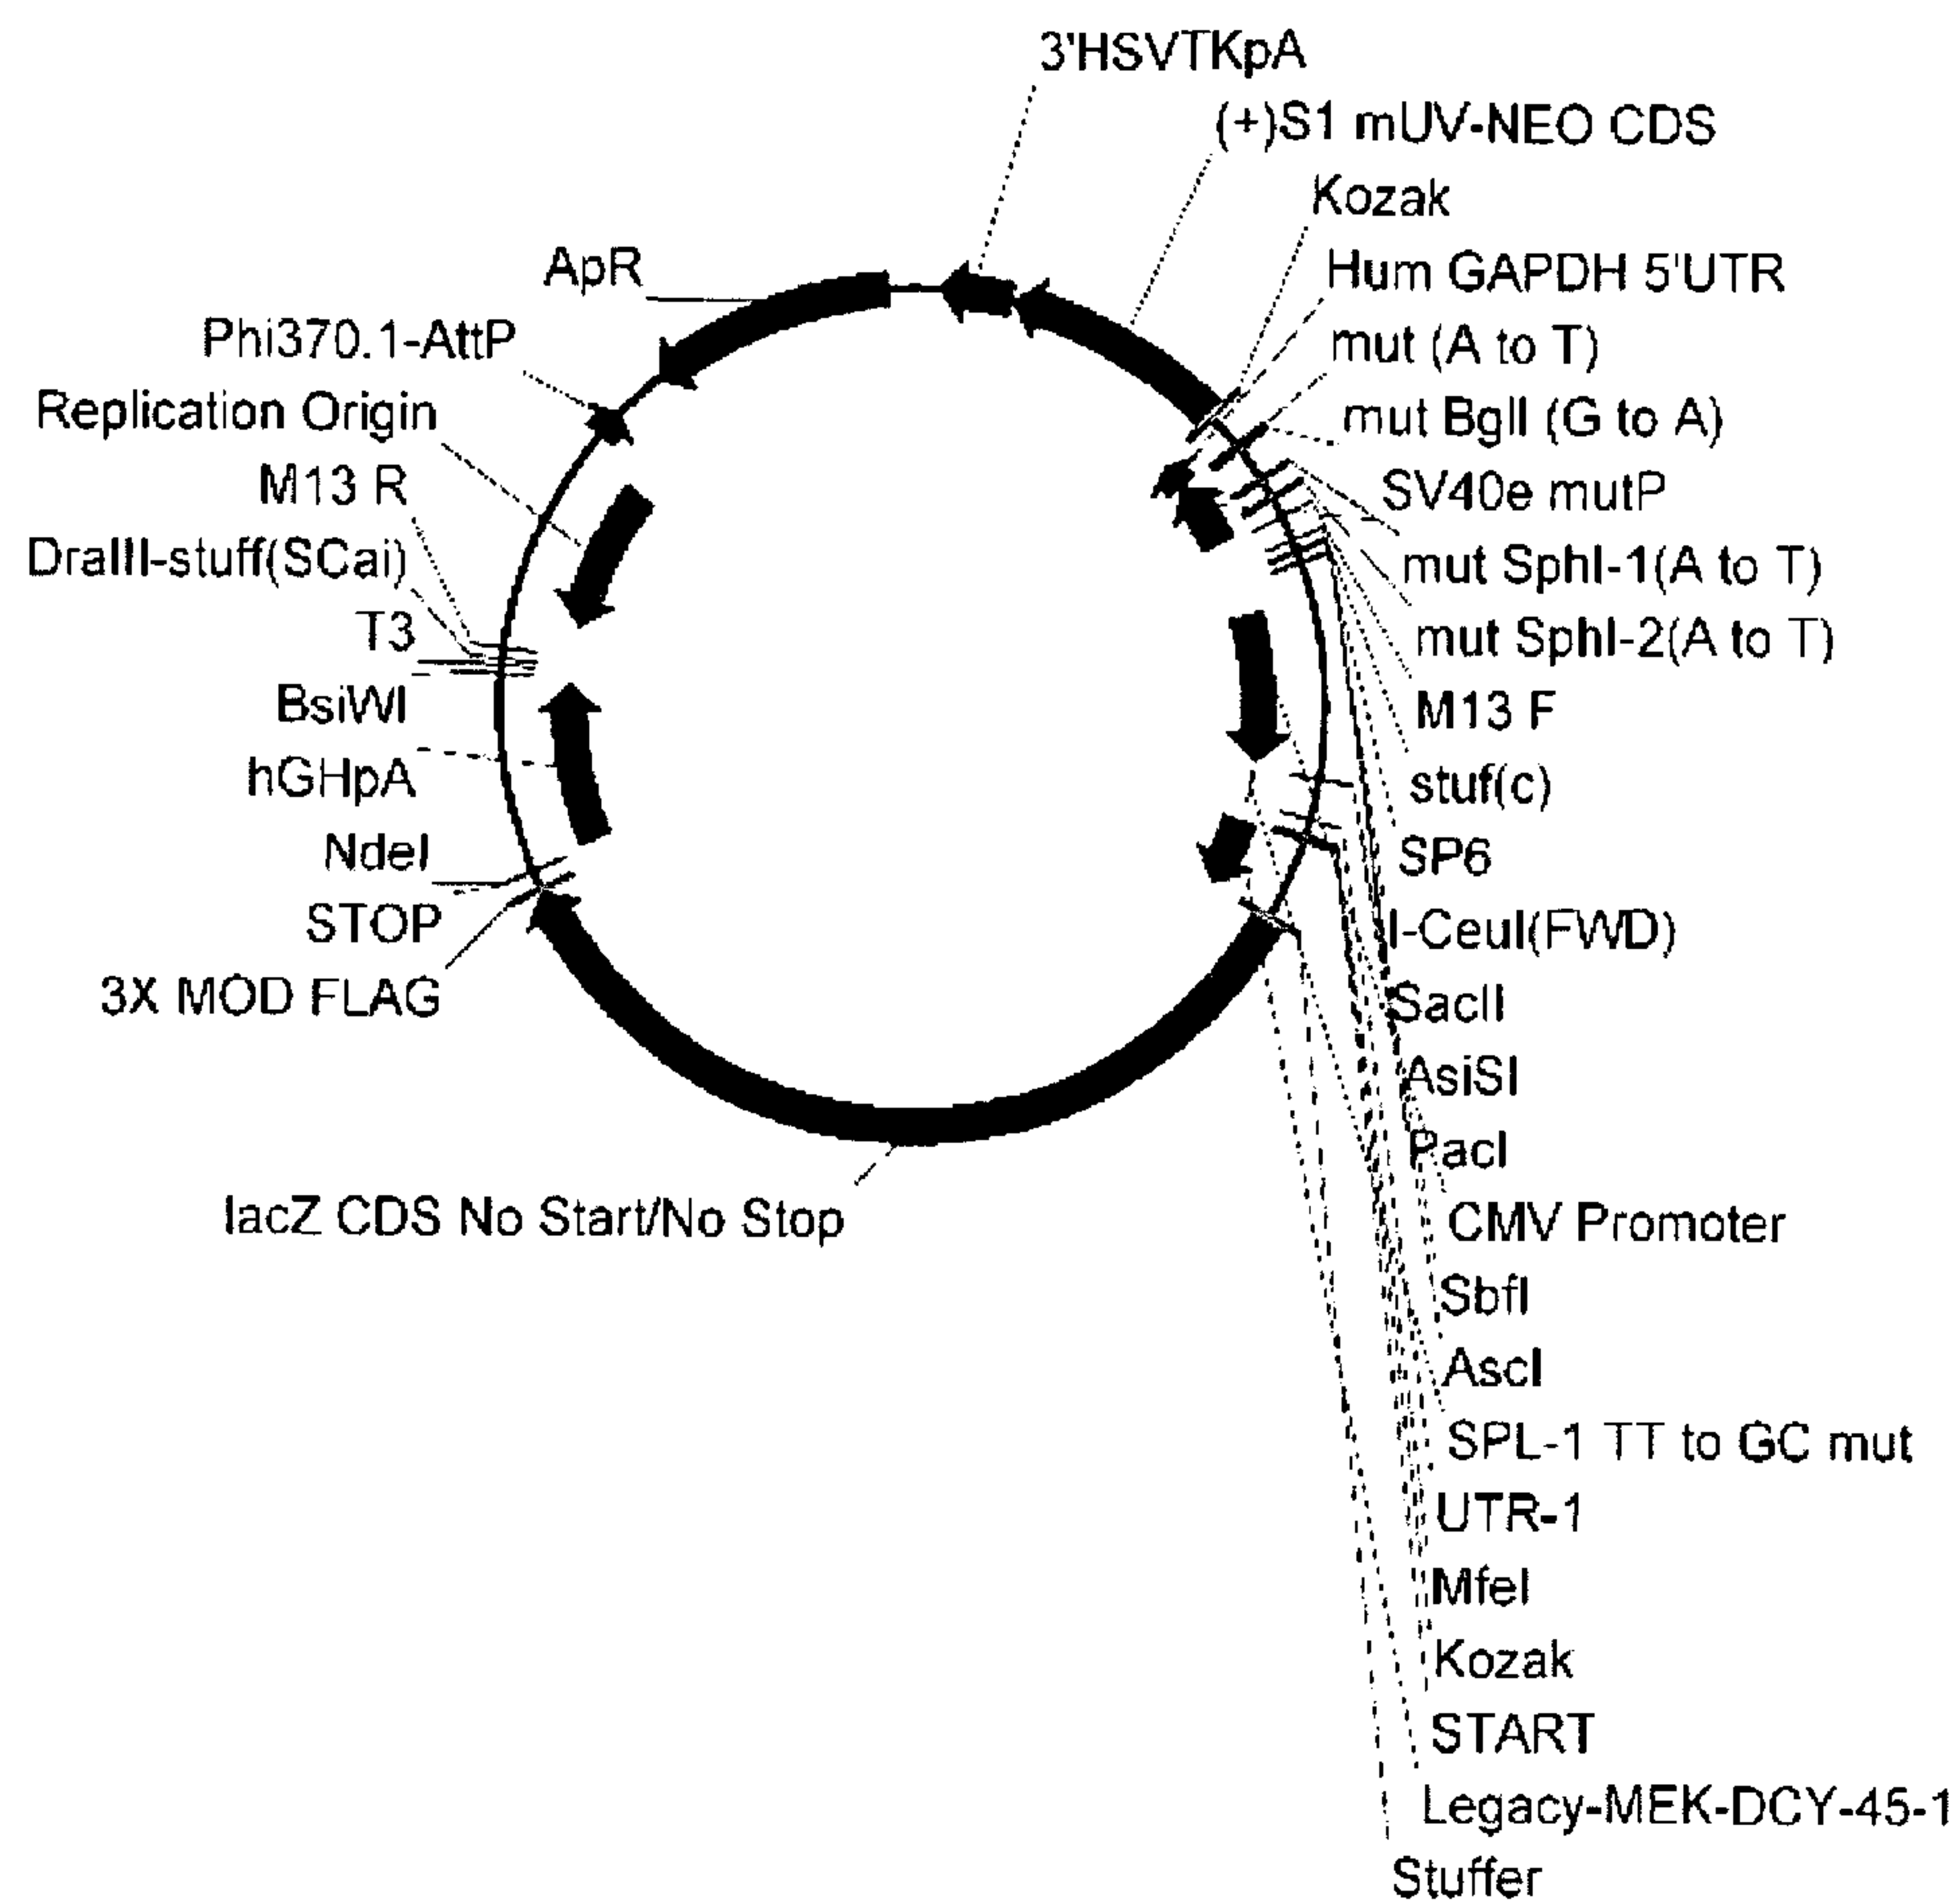 3'HSVTKpA
(+)S1 mUV-NEO CDS
Kozak
Hum GAPDH 5'UTR
mut (A to T)
mut BglI (G to A)
SV40e mutP
mut SphI-1(A to T)
mut SphI-2(A to T)
M13 F
stuf(c)
SP6
I-CeuI(FWD)
SacII
AsiSI
PacI
CMV Promoter
SbfI
AscI
SPL-1 TT to GC mut
UTR-1
MfeI
Kozak
START
Legacy-MEK-DCY-45-1
Stuffer
lacZ CDS No Start/No Stop
3X MOD FLAG
STOP
NdeI
hGHpA
BsiWI
T3
DraIII-stuff(SCai)
M13 R
Replication Origin
Phi370.1-AttP
ApR